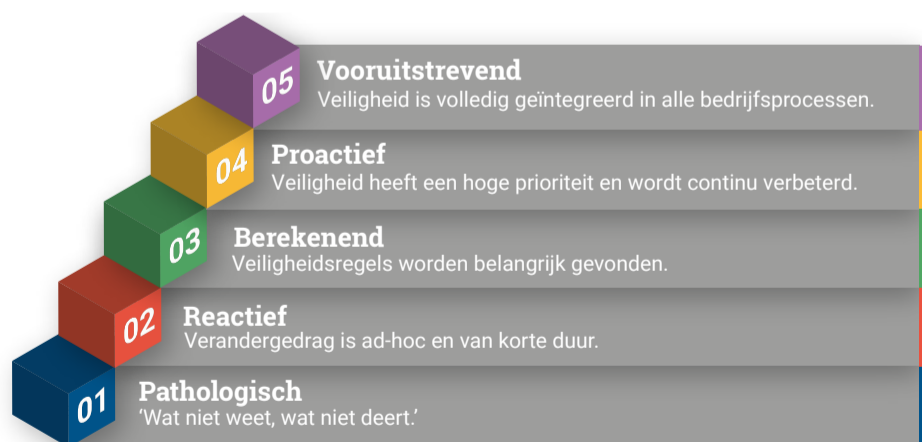 05
Vooruitstrevend
Veiligheid is volledig geïntegreerd in alle bedrijfsprocessen.
04
Proactief
Veiligheid heeft een hoge prioriteit en wordt continu verbeterd.
03
Berekenend
Veiligheidsregels worden belangrijk gevonden.
02
Reactief
Verandergedrag is ad-hoc en van korte duur.
01
Pathologisch
‘Wat niet weet, wat niet deert.’